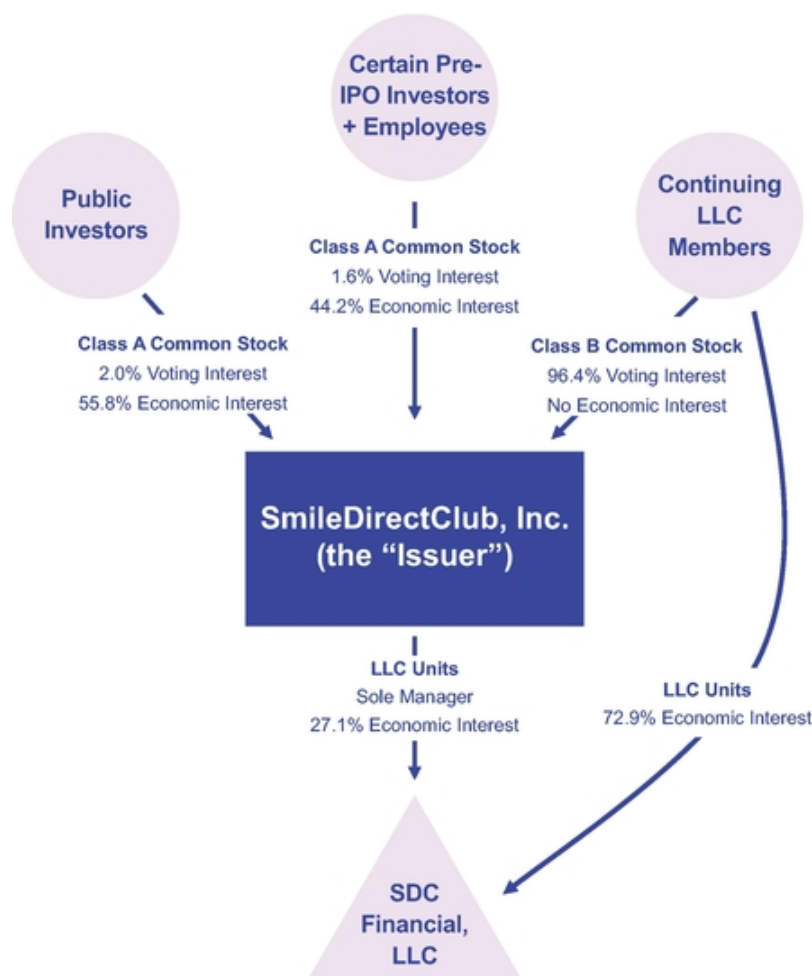 Certain Pre-
IPO Investors
+ Employees
Public
Investors
Continuing
LLC
Members
Class A Common Stock
1.6% Voting Interest
44.2% Economic Interest
Class A Common Stock
2.0% Voting Interest
55.8% Economic Interest
Class B Common Stock
96.4% Voting Interest
No Economic Interest
SmileDirectClub, Inc.
(the “Issuer”)
LLC Units
Sole Manager
27.1% Economic Interest
LLC Units
72.9% Economic Interest
SDC
Financial,
LLC